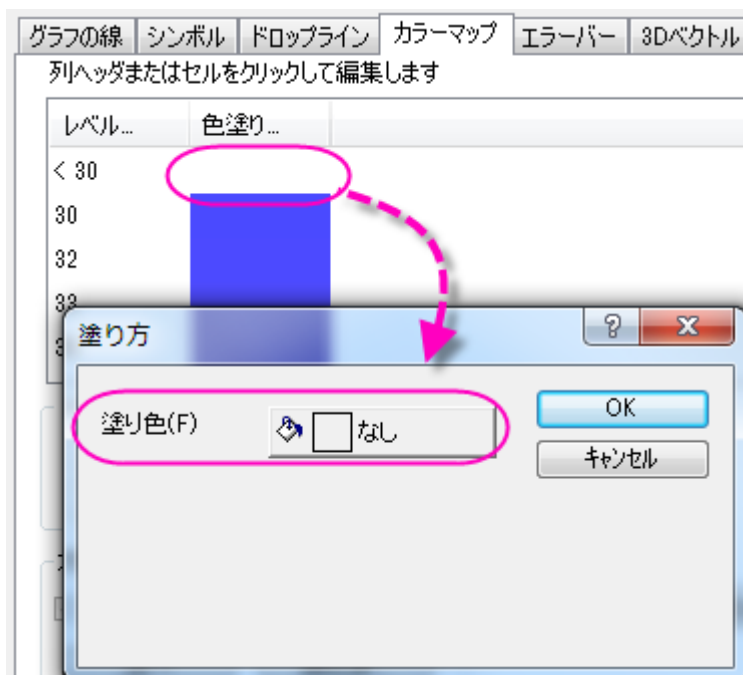 グラフの線 シンボル ドロップライン カラーマップ エラーバー 3Dベクトル
列ヘッダまたはセルをクリックして編集します
レベル... 色塗り...
< 30
30
32
33
塗り方
塗り色(F) なし
OK
キャンセル